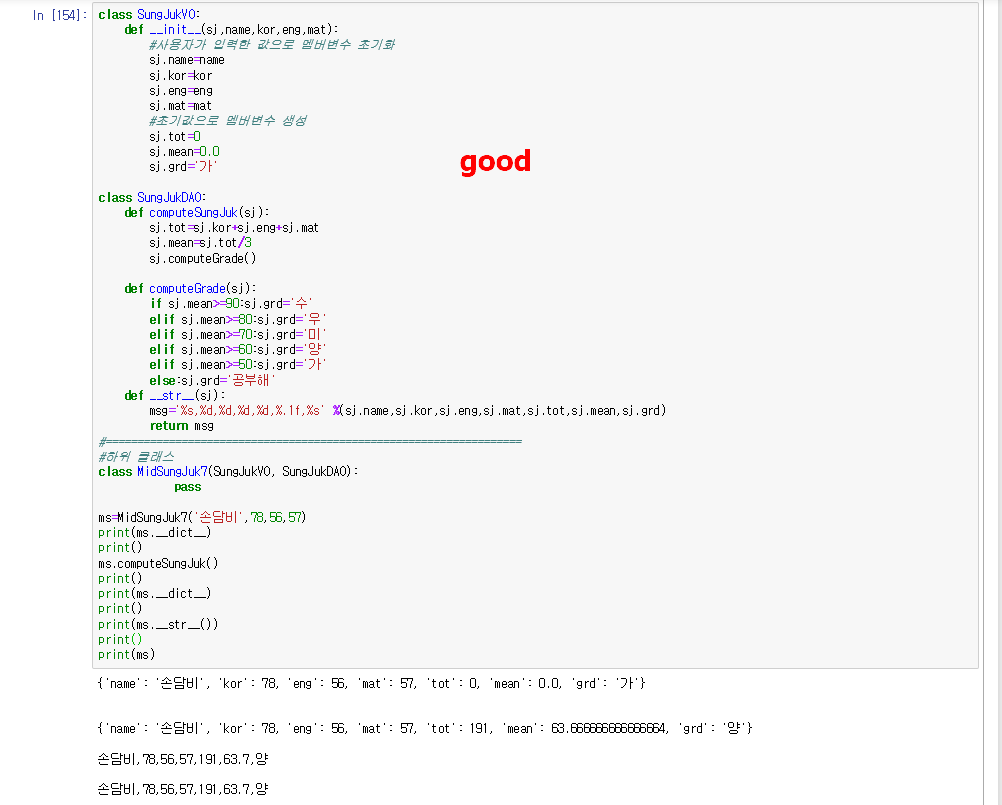 In [154]:
class SungJukVO:
    def __init__(sj,name,kor,eng,mat):
        #사용자가 입력한 값으로 멤버변수 초기화
        sj.name=name
        sj.kor=kor
        sj.eng=eng
        sj.mat=mat
        #초기값으로 멤버변수 생성
        sj.tot=0
        sj.mean=0.0
good
        sj.grd='가'
class SungJukDAO:
    def computeSungJuk(sj):
        sj.tot=sj.kor+sj.eng+sj.mat
        sj.mean=sj.tot/3
        sj.computeGrade()
    def computeGrade(sj):
        if sj.mean>=90:sj.grd='수'
        elif sj.mean>=80:sj.grd='우'
        elif sj.mean>=70:sj.grd='미'
        elif sj.mean>=60:sj.grd='양'
        elif sj.mean>=50:sj.grd='가'
        else:sj.grd='공부해'
    def __str__(sj):
        msg='%s,%d,%d,%d,%d,%.1f,%s' %(sj.name,sj.kor,sj.eng,sj.mat,sj.tot,sj.mean,sj.grd)
        return msg
#=================================================================
#하위 클래스
class MidSungJuk7(SungJukVO, SungJukDAO):
            pass
ms=MidSungJuk7('손담비',78,56,57)
print(ms.__dict__)
print()
ms.computeSungJuk()
print()
print(ms.__dict__)
print()
print(ms.__str__())
print()
print(ms)
{'name': '손담비', 'kor': 78, 'eng': 56, 'mat': 57, 'tot': 0, 'mean': 0.0, 'grd': '가'}
{'name': '손담비', 'kor': 78, 'eng': 56, 'mat': 57, 'tot': 191, 'mean': 63.666666666666664, 'grd': '양'}
손담비,78,56,57,191,63.7,양
손담비,78,56,57,191,63.7,양